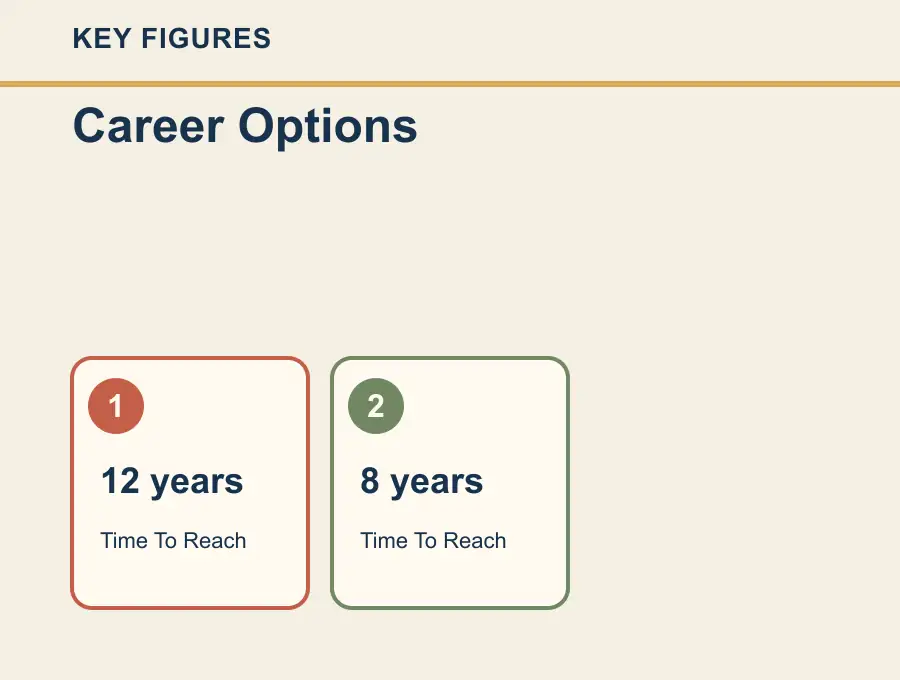 KEY FIGURES
Career Options
1
12 years
Time To Reach
2
8 years
Time To Reach